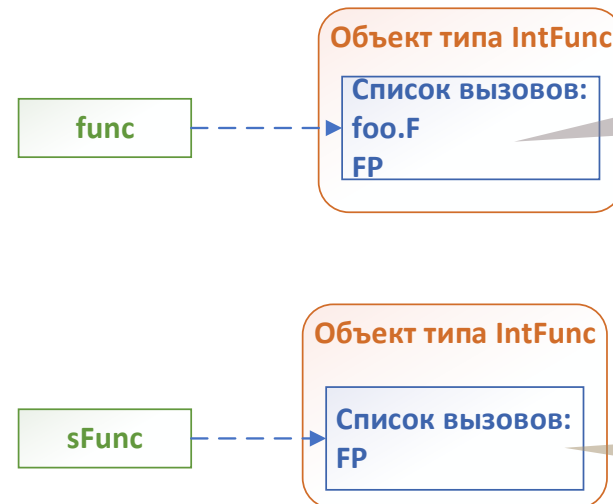 Объект типа IntFunc
Список вызовов:
func
foo.F
FP
Объект типа IntFunc
Список вызовов:
sFunc
FP